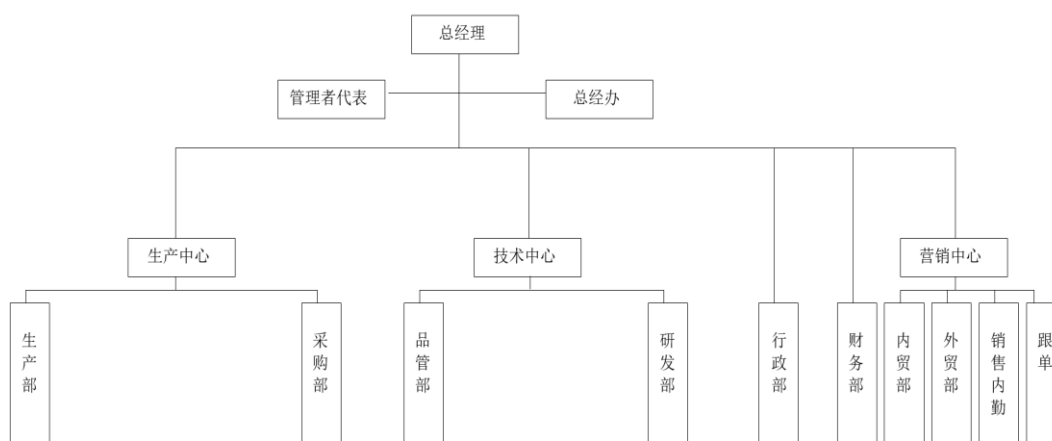 总经理
管理者代表
总经办
生产中心
技术中心
营销中心
生产部
采购部
品管部
研发部
行政部
财务部
内贸部
外贸部
销售内勤
跟单